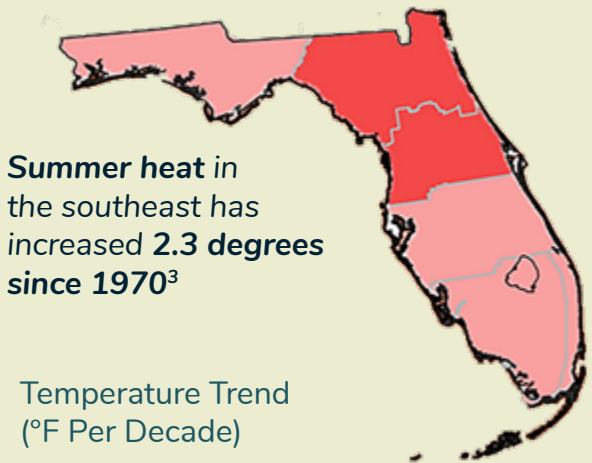 Summer heat in
the southeast has
increased 2.3 degrees
since 1970³
Temperature Trend
(°F Per Decade)